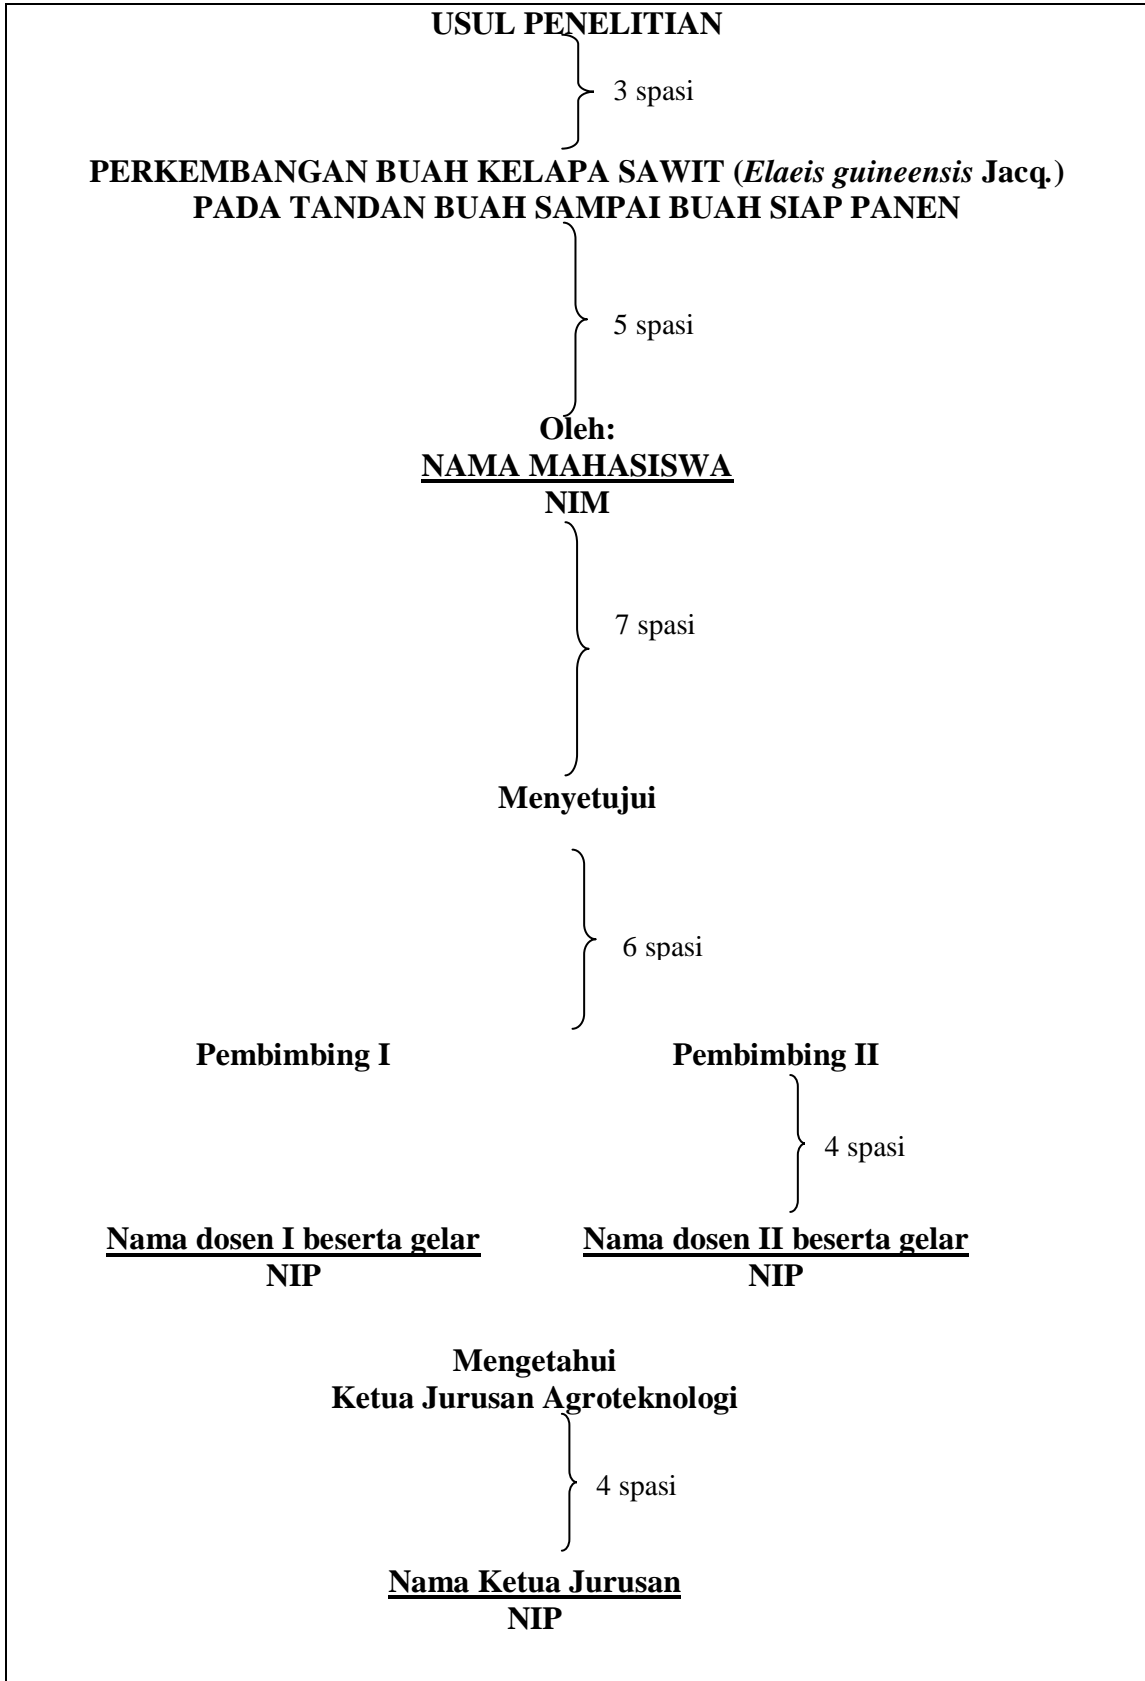 USUL PENELITIAN
3 spasi
PERKEMBANGAN BUAH KELAPA SAWIT (Elaeis guineensis Jacq.)
PADA TANDAN BUAH SAMPAI BUAH SIAP PANEN
5 spasi
Oleh:
NAMA MAHASISWA
NIM
7 spasi
Menyetujui
6 spasi
Pembimbing I Pembimbing II
4 spasi
Nama dosen I beserta gelar Nama dosen II beserta gelar
NIP NIP
Mengetahui
Ketua Jurusan Agroteknologi
4 spasi
Nama Ketua Jurusan
NIP